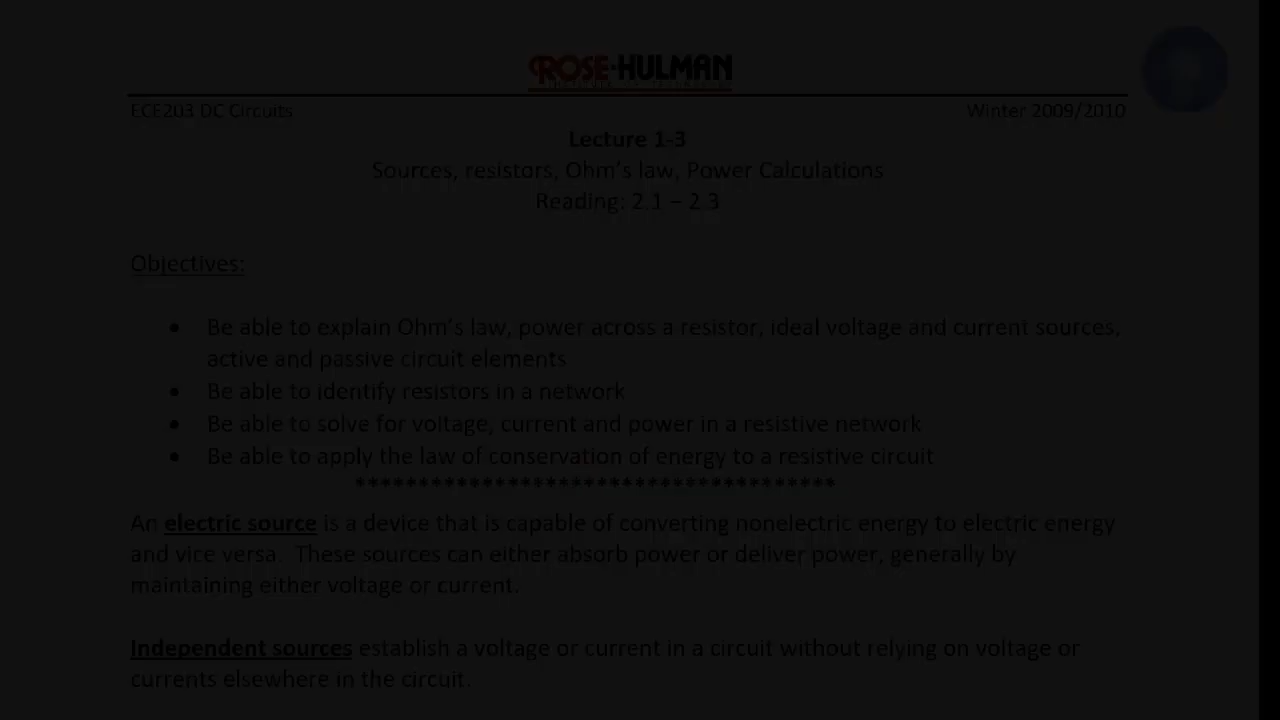 ROSE-HULMAN
ECE203 DC Circuits
Winter 2009/2010
Lecture 1-3
Sources, resistors, Ohm's law, Power Calculations
Reading: 2.1 – 2.3
Objectives:
• Be able to explain Ohm's law, power across a resistor, ideal voltage and current sources,
active and passive circuit elements
• Be able to identify resistors in a network
• Be able to solve for voltage, current and power in a resistive network
• Be able to apply the law of conservation of energy to a resistive circuit
**************************************
An electric source is a device that is capable of converting nonelectric energy to electric energy
and vice versa. These sources can either absorb power or deliver power, generally by
maintaining either voltage or current.
Independent sources establish a voltage or current in a circuit without relying on voltage or
currents elsewhere in the circuit.